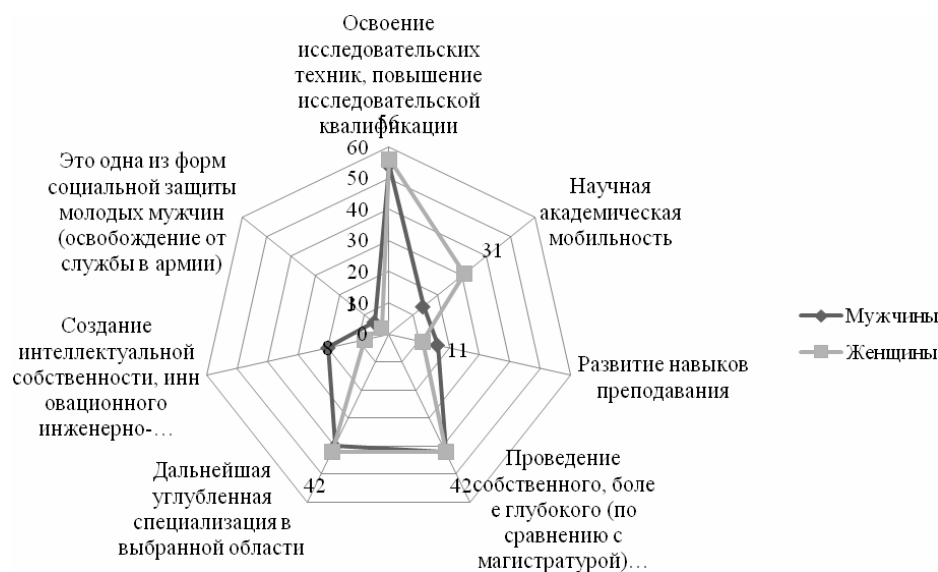 Освоение
исследовательских
техник, повышение
исследовательской
квалификации
56
60
50
40
30
20
10
0
Научная
академическая
мобильность
31
Развитие навыков
преподавания
11
Проведение
собственного, боле
е глубокого (по
сравнению с
магистратурой)…
42
Дальнейшая
углубленная
специализация в
выбранной области
42
Создание
интеллектуальной
собственности, инн
овационного
инженерно-…
8
Это одна из форм
социальной защиты
молодых мужчин
(освобождение от
службы в армии)
Мужчины
Женщины